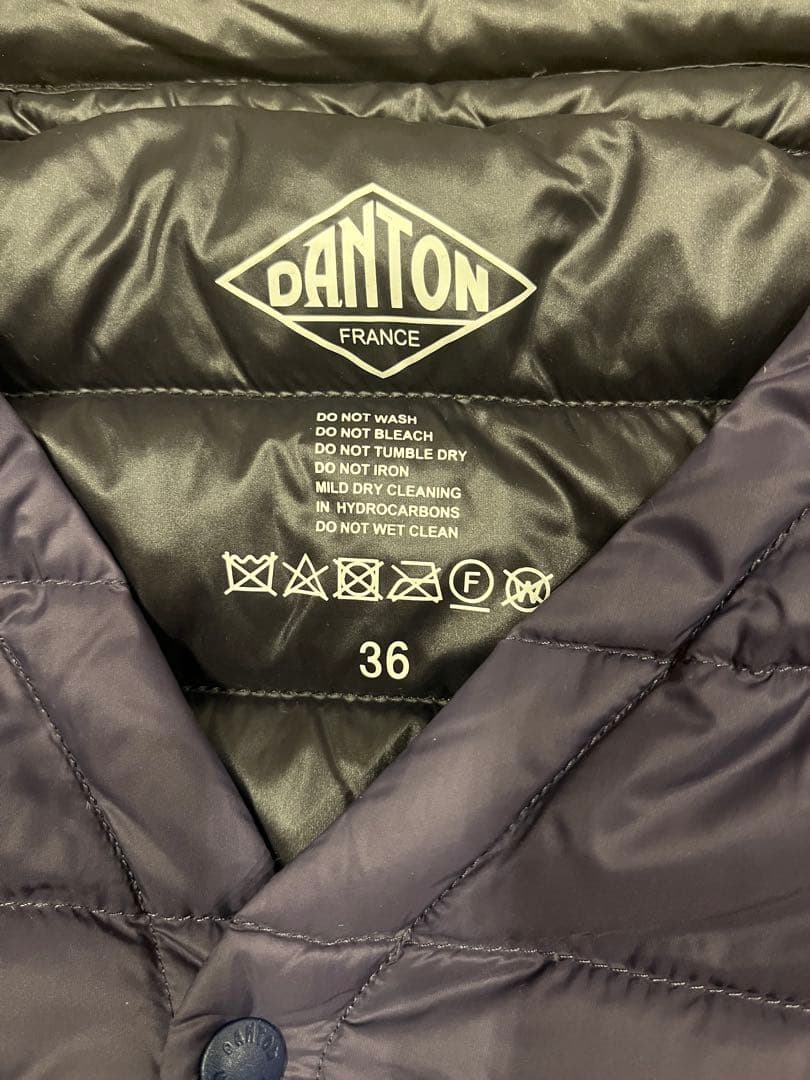 DANTON
FRANCE
DO NOT WASH
DO NOT BLEACH
DO NOT TUMBLE DRY
DO NOT IRON
MILD DRY CLEANING
IN HYDROCARBONS
DO NOT WET CLEAN
F W
36
DANTON